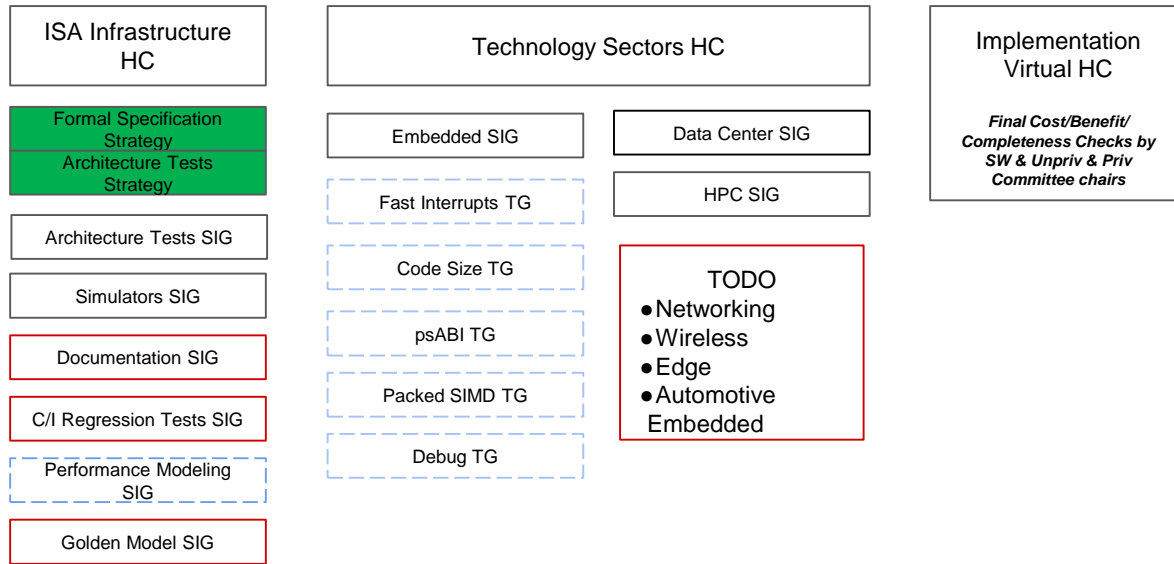 ISA Infrastructure
HC
Formal Specification
Strategy
Architecture Tests
Strategy
Architecture Tests SIG
Simulators SIG
Documentation SIG
C/I Regression Tests SIG
Performance Modeling
SIG
Golden Model SIG
Technology Sectors HC
Embedded SIG
Fast Interrupts TG
Code Size TG
psABI TG
Packed SIMD TG
Debug TG
Data Center SIG
HPC SIG
TODO
●Networking
●Wireless
●Edge
●Automotive
Embedded
Implementation
Virtual HC
Final Cost/Benefit/
Completeness Checks by
SW & Unpriv & Priv
Committee chairs